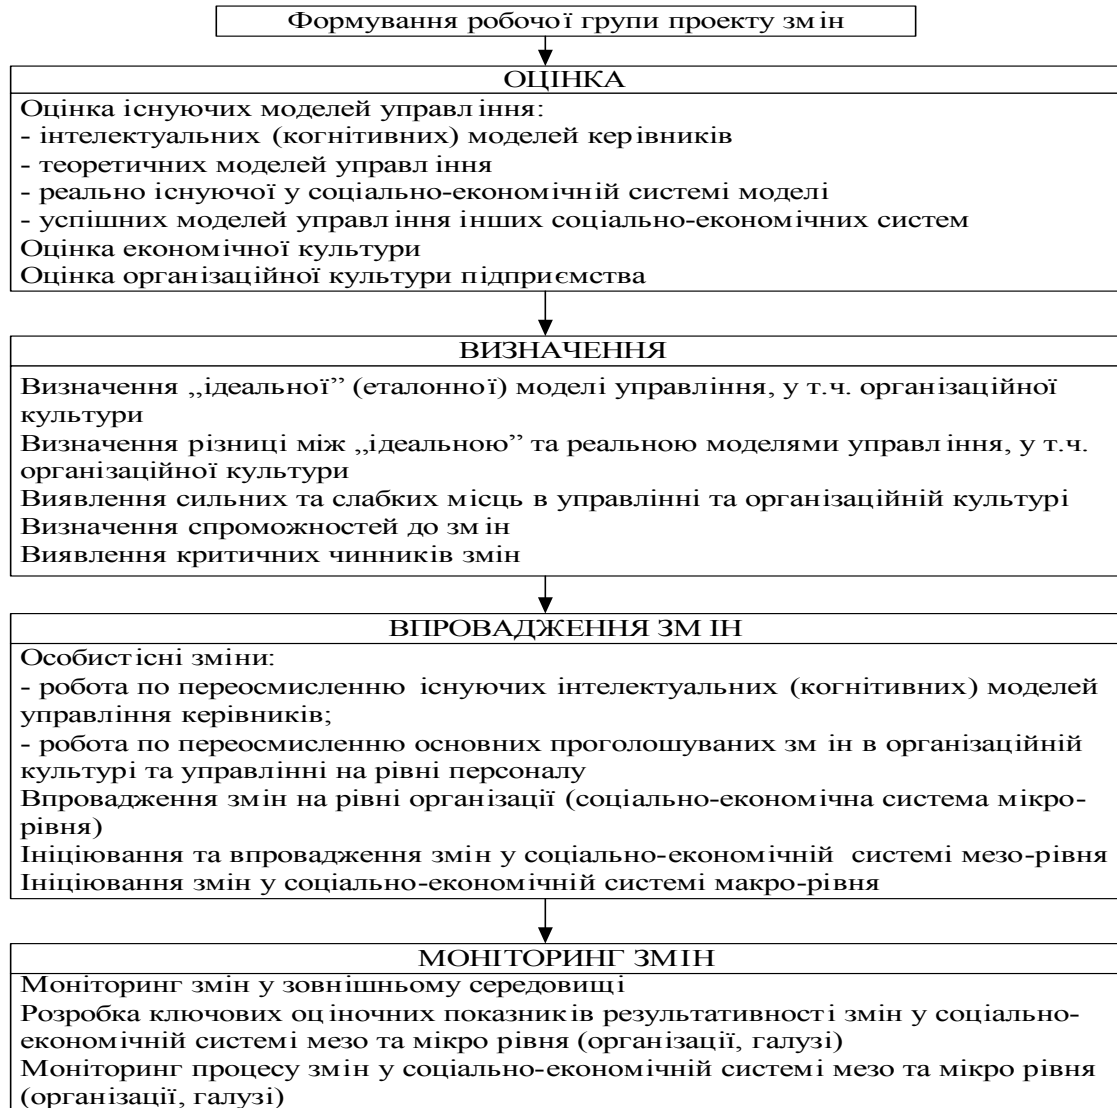 Формування робочої групи проекту змін
ОЦІНКА
Оцінка існуючих моделей управління:
- інтелектуальних (когнітивних) моделей керівників
- теоретичних моделей управління
- реально існуючої у соціально-економічній системі моделі
- успішних моделей управління інших соціально-економічних систем
Оцінка економічної культури
Оцінка організаційної культури підприємства
ВИЗНАЧЕННЯ
Визначення „ідеальної” (еталонної) моделі управління, у т.ч. організаційної
культури
Визначення різниці між „ідеальною” та реальною моделями управління, у т.ч.
організаційної культури
Виявлення сильних та слабких місць в управлінні та організаційній культурі
Визначення спроможностей до змін
Виявлення критичних чинників змін
ВПРОВАДЖЕННЯ ЗМІН
Особистісні зміни:
- робота по переосмисленню існуючих інтелектуальних (когнітивних) моделей
управління керівників;
- робота по переосмисленню основних проголошуваних змін в організаційній
культурі та управлінні на рівні персоналу
Впровадження змін на рівні організації (соціально-економічна система мікро-
рівня)
Ініціювання та впровадження змін у соціально-економічній системі мезо-рівня
Ініціювання змін у соціально-економічній системі макро-рівня
МОНІТОРИНГ ЗМІН
Моніторинг змін у зовнішньому середовищі
Розробка ключових оціночних показників результативності змін у соціально-
економічній системі мезо та мікро рівня (організації, галузі)
Моніторинг процесу змін у соціально-економічній системі мезо та мікро рівня
(організації, галузі)